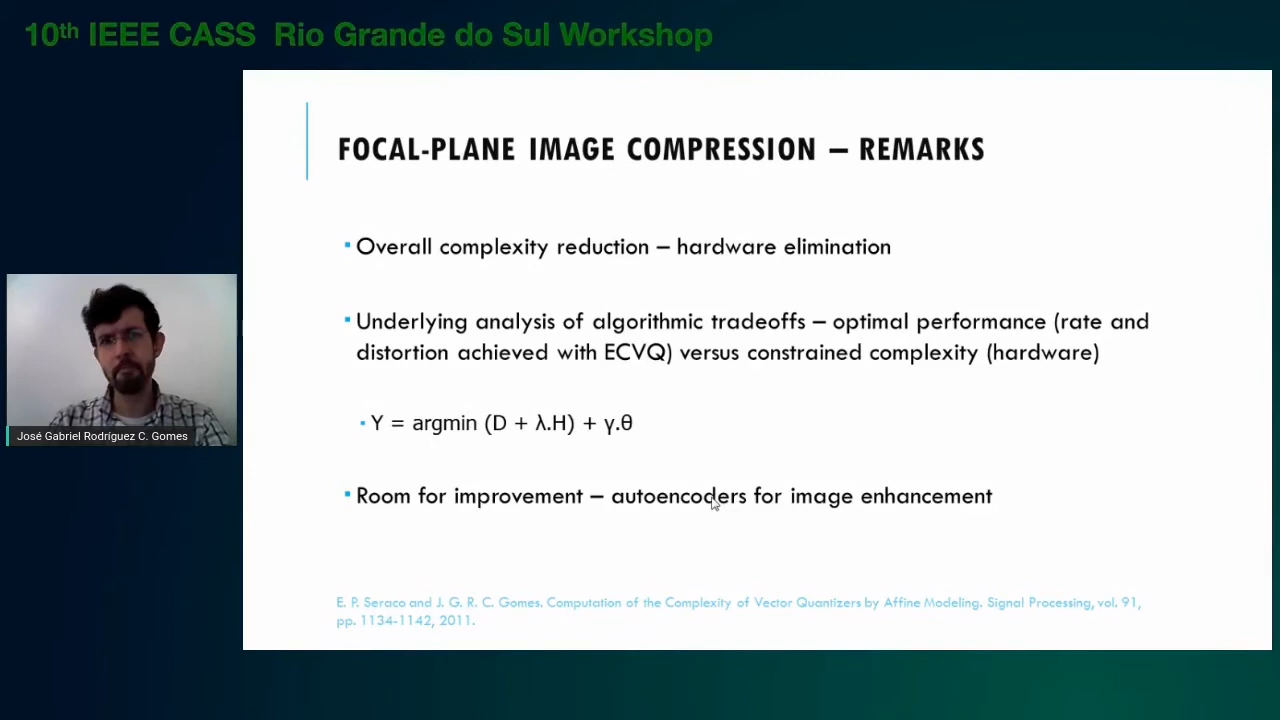 10th IEEE CASS Rio Grande do Sul Workshop
FOCAL-PLANE IMAGE COMPRESSION – REMARKS
▪ Overall complexity reduction – hardware elimination
▪ Underlying analysis of algorithmic tradeoffs – optimal performance (rate and
distortion achieved with ECVQ) versus constrained complexity (hardware)
▪ Y = argmin (D + λ.H) + γ.θ
▪ Room for improvement – autoencoders for image enhancement
José Gabriel Rodríguez C. Gomes
E. P. Seraco and J. G. R. C. Gomes. Computation of the Complexity of Vector Quantizers by Affine Modeling. Signal Processing, vol. 91,
pp. 1134-1142, 2011.